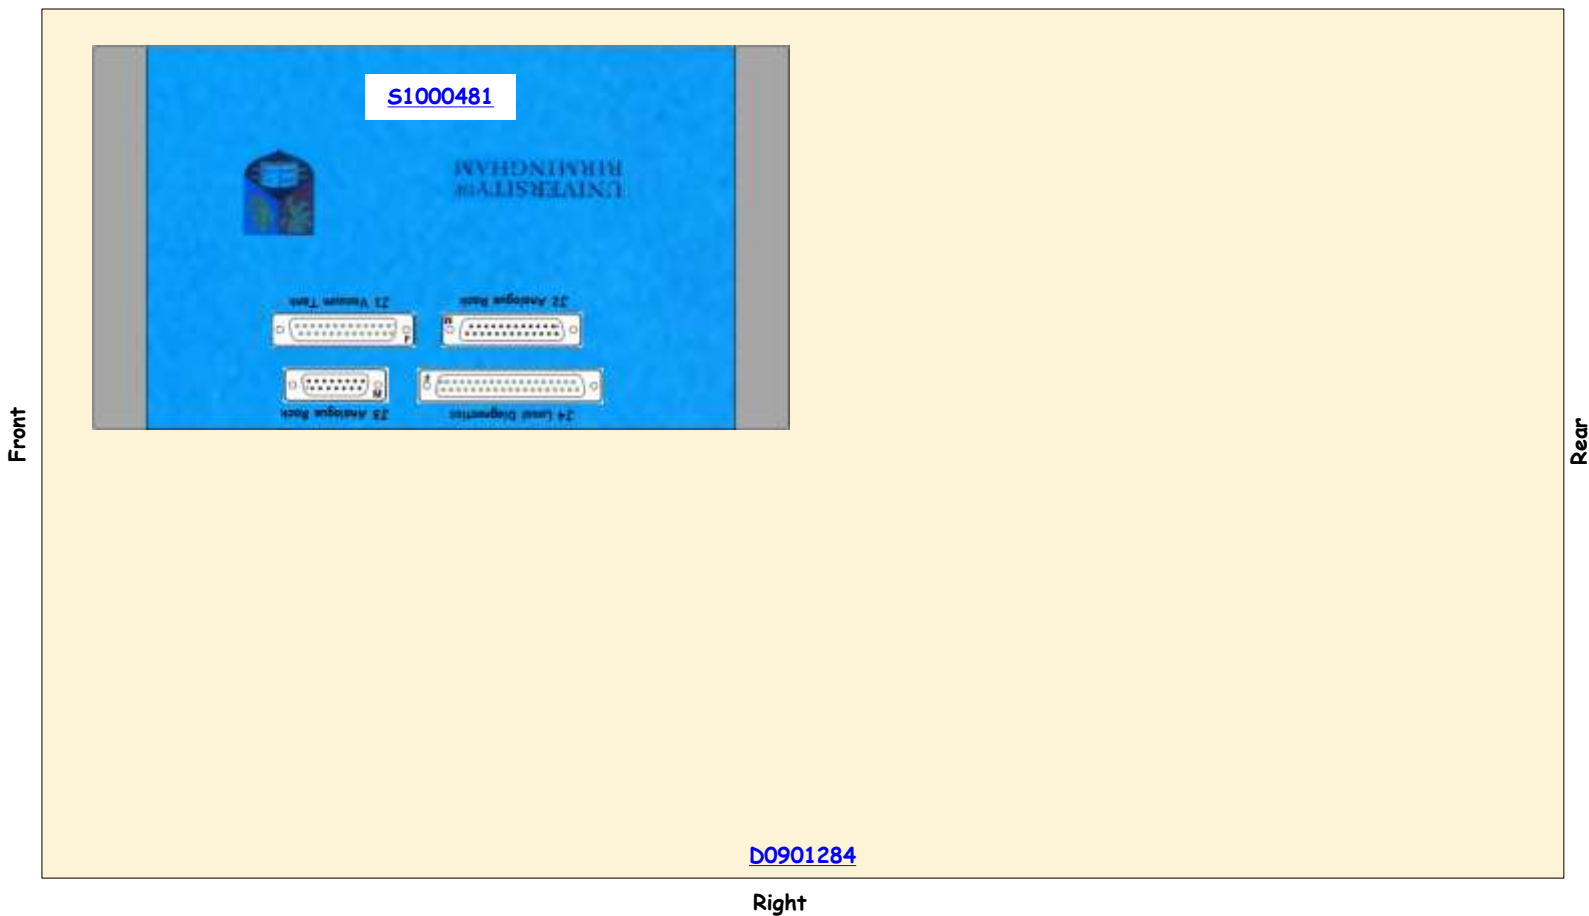 S1000481
BIRMINGHAM
UNIVERSITY OF
J1 Vacuum Tank
J2 Analogue Rack
F
M
M
F
J3 Analogue Rack
J4 Local Diagnostics
Front
Rear
D0901284
Right